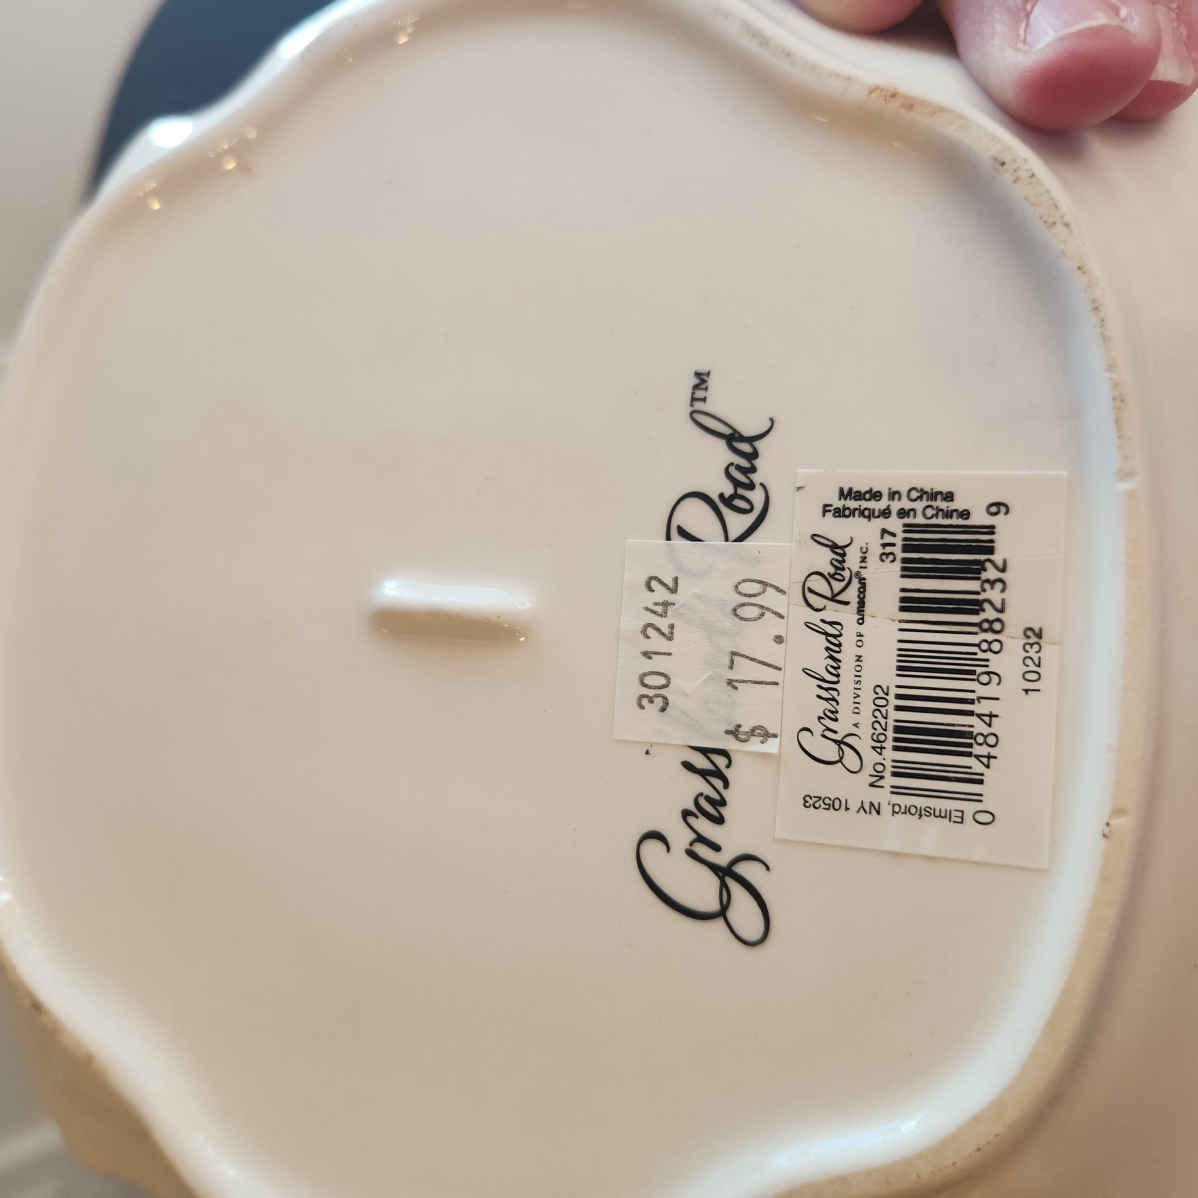 Grasslands Road™
301242
$ 17.99
Made in China
Fabriqué en Chine
317
Grasslands Road
A DIVISION OF amscan® INC.
No.462202
0 48419 88232 9
10232
Elmsford, NY 10523